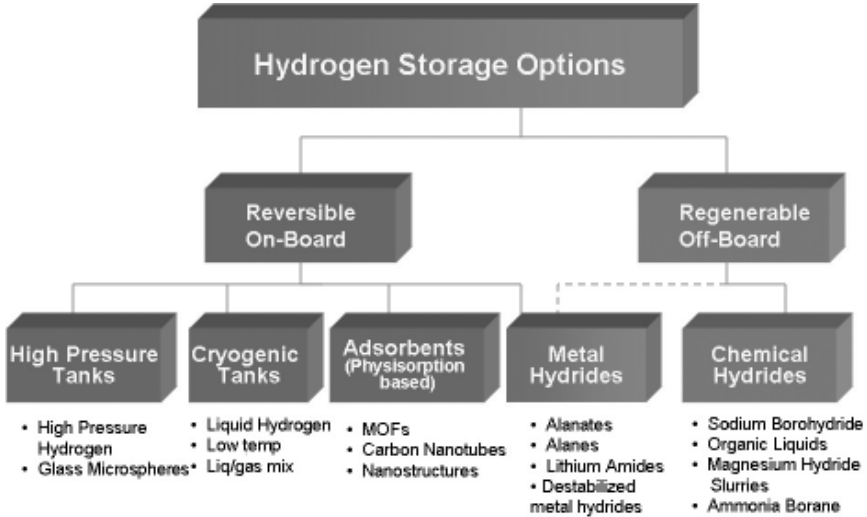 Hydrogen Storage Options
Reversible
On-Board
Regenerable
Off-Board
High Pressure
Tanks
Cryogenic
Tanks
Adsorbents
(Physisorption
based)
Metal
Hydrides
Chemical
Hydrides
• High Pressure
Hydrogen
• Glass Microspheres
• Liquid Hydrogen
• Low temp
• Liq/gas mix
• MOFs
• Carbon Nanotubes
• Nanostructures
• Alanates
• Alanes
• Lithium Amides
• Destabilized
metal hydrides
• Sodium Borohydride
• Organic Liquids
• Magnesium Hydride
Slurries
• Ammonia Borane